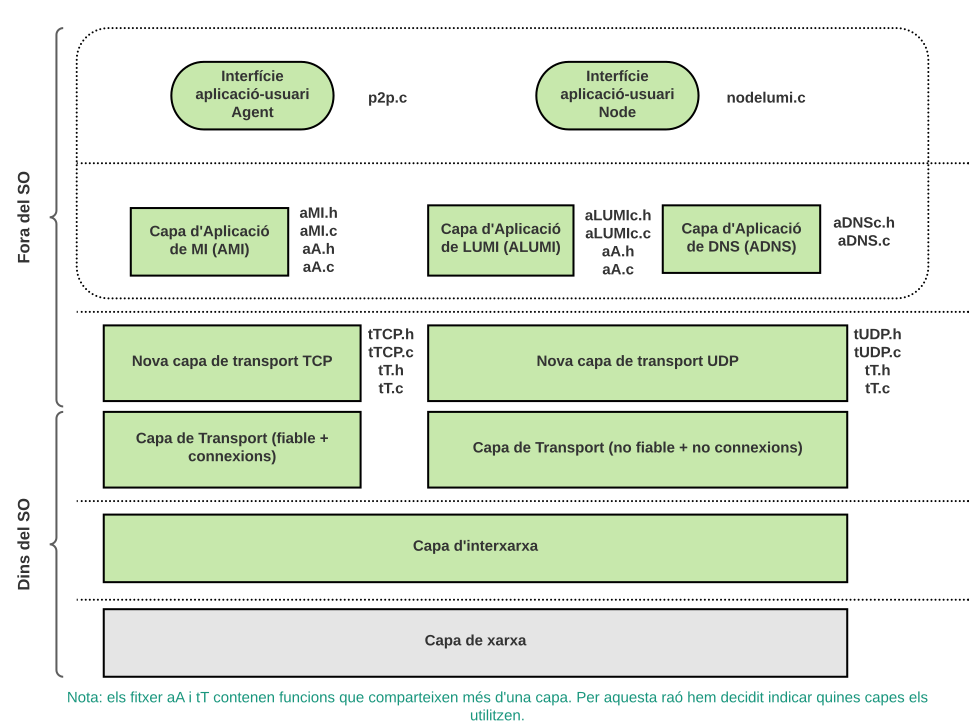 Fora del SO
Interfície
aplicació-usuari
Agent
p2p.c
Interfície
aplicació-usuari
Node
nodelumi.c
Capa d'Aplicació
de MI (AMI)
aMI.h
aMI.c
aA.h
aA.c
Capa d'Aplicació
de LUMI (ALUMI)
aLUMIc.h
aLUMIc.c
aA.h
aA.c
Capa d'Aplicació
de DNS (ADNS)
aDNSc.h
aDNS.c
Nova capa de transport TCP
tTCP.h
tTCP.c
tT.h
tT.c
Nova capa de transport UDP
tUDP.h
tUDP.c
tT.h
tT.c
Dins del SO
Capa de Transport (fiable +
connexions)
Capa de Transport (no fiable + no connexions)
Capa d'interxarxa
Capa de xarxa
Nota: els fitxer aA i tT contenen funcions que comparteixen més d'una capa. Per aquesta raó hem decidit indicar quines capes els
utilitzen.